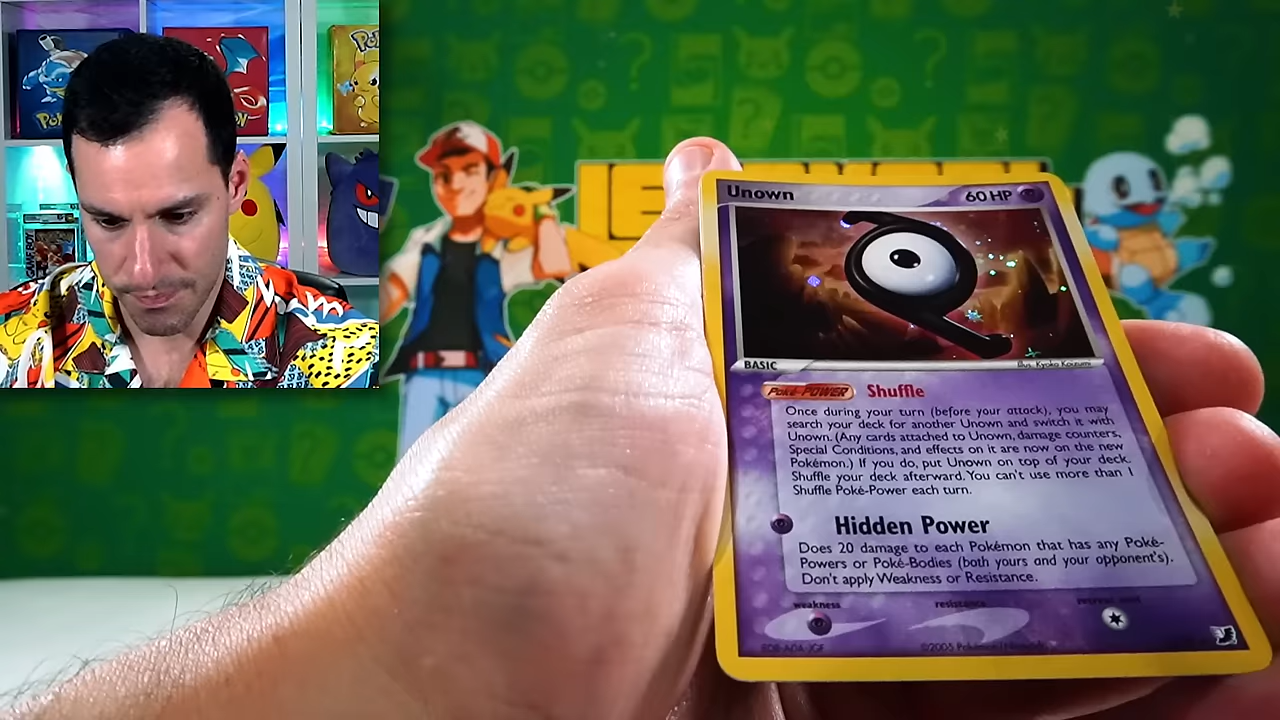 Unown
60 HP
BASIC
Illus. Kyoko Koizumi
Poké-POWER Shuffle
Once during your turn (before your attack), you may
search your deck for another Unown and switch it with
Unown. (Any cards attached to Unown, damage counters,
Special Conditions, and effects on it are now on the new
Pokémon.) If you do, put Unown on top of your deck.
Shuffle your deck afterward. You can't use more than 1
Shuffle Poké-Power each turn.
Hidden Power
Does 20 damage to each Pokémon that has any Poké-
Powers or Poké-Bodies (both yours and your opponent's).
Don't apply Weakness or Resistance.
weakness
resistance
retreat cost